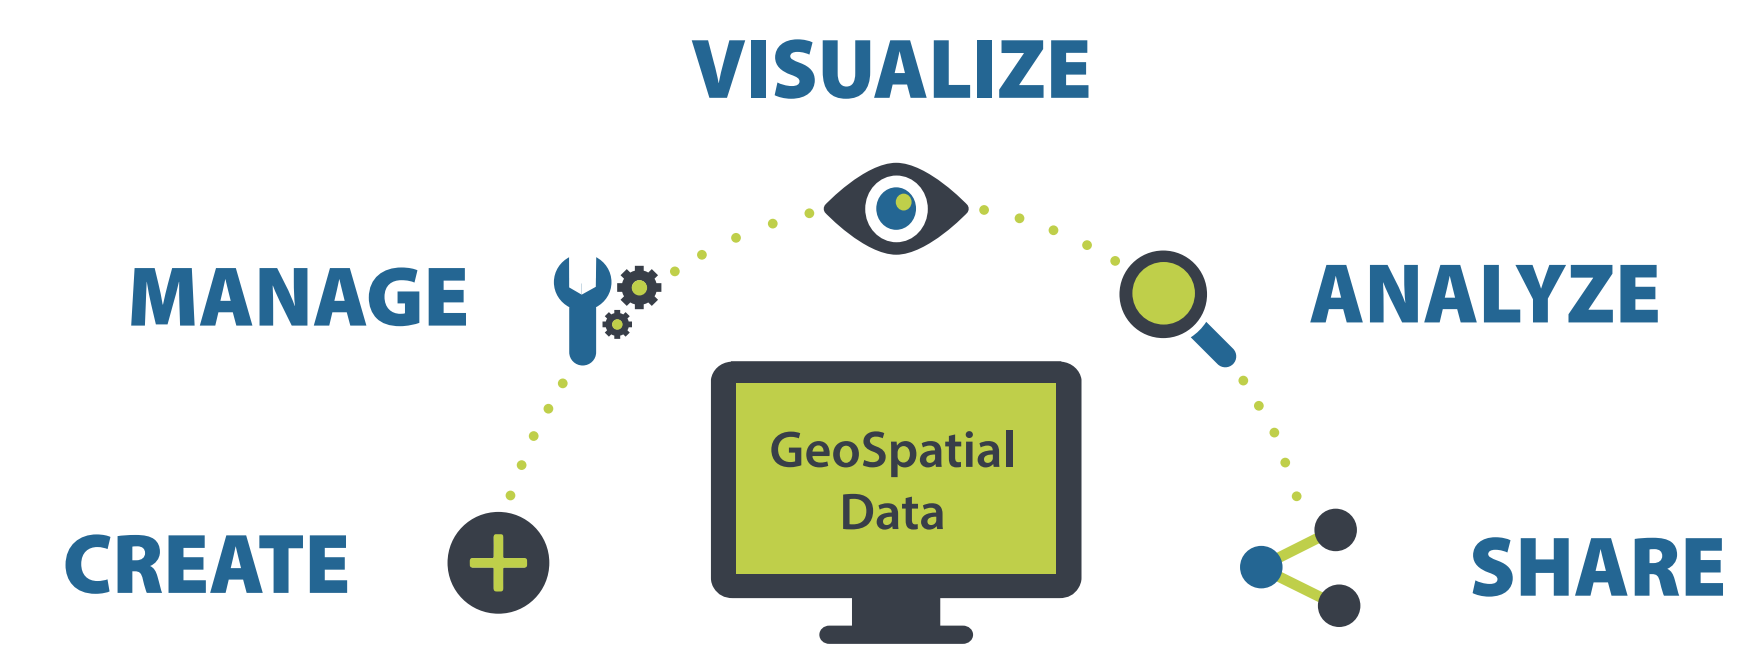 VISUALIZE
MANAGE
ANALYZE
GeoSpatial
Data
CREATE
SHARE